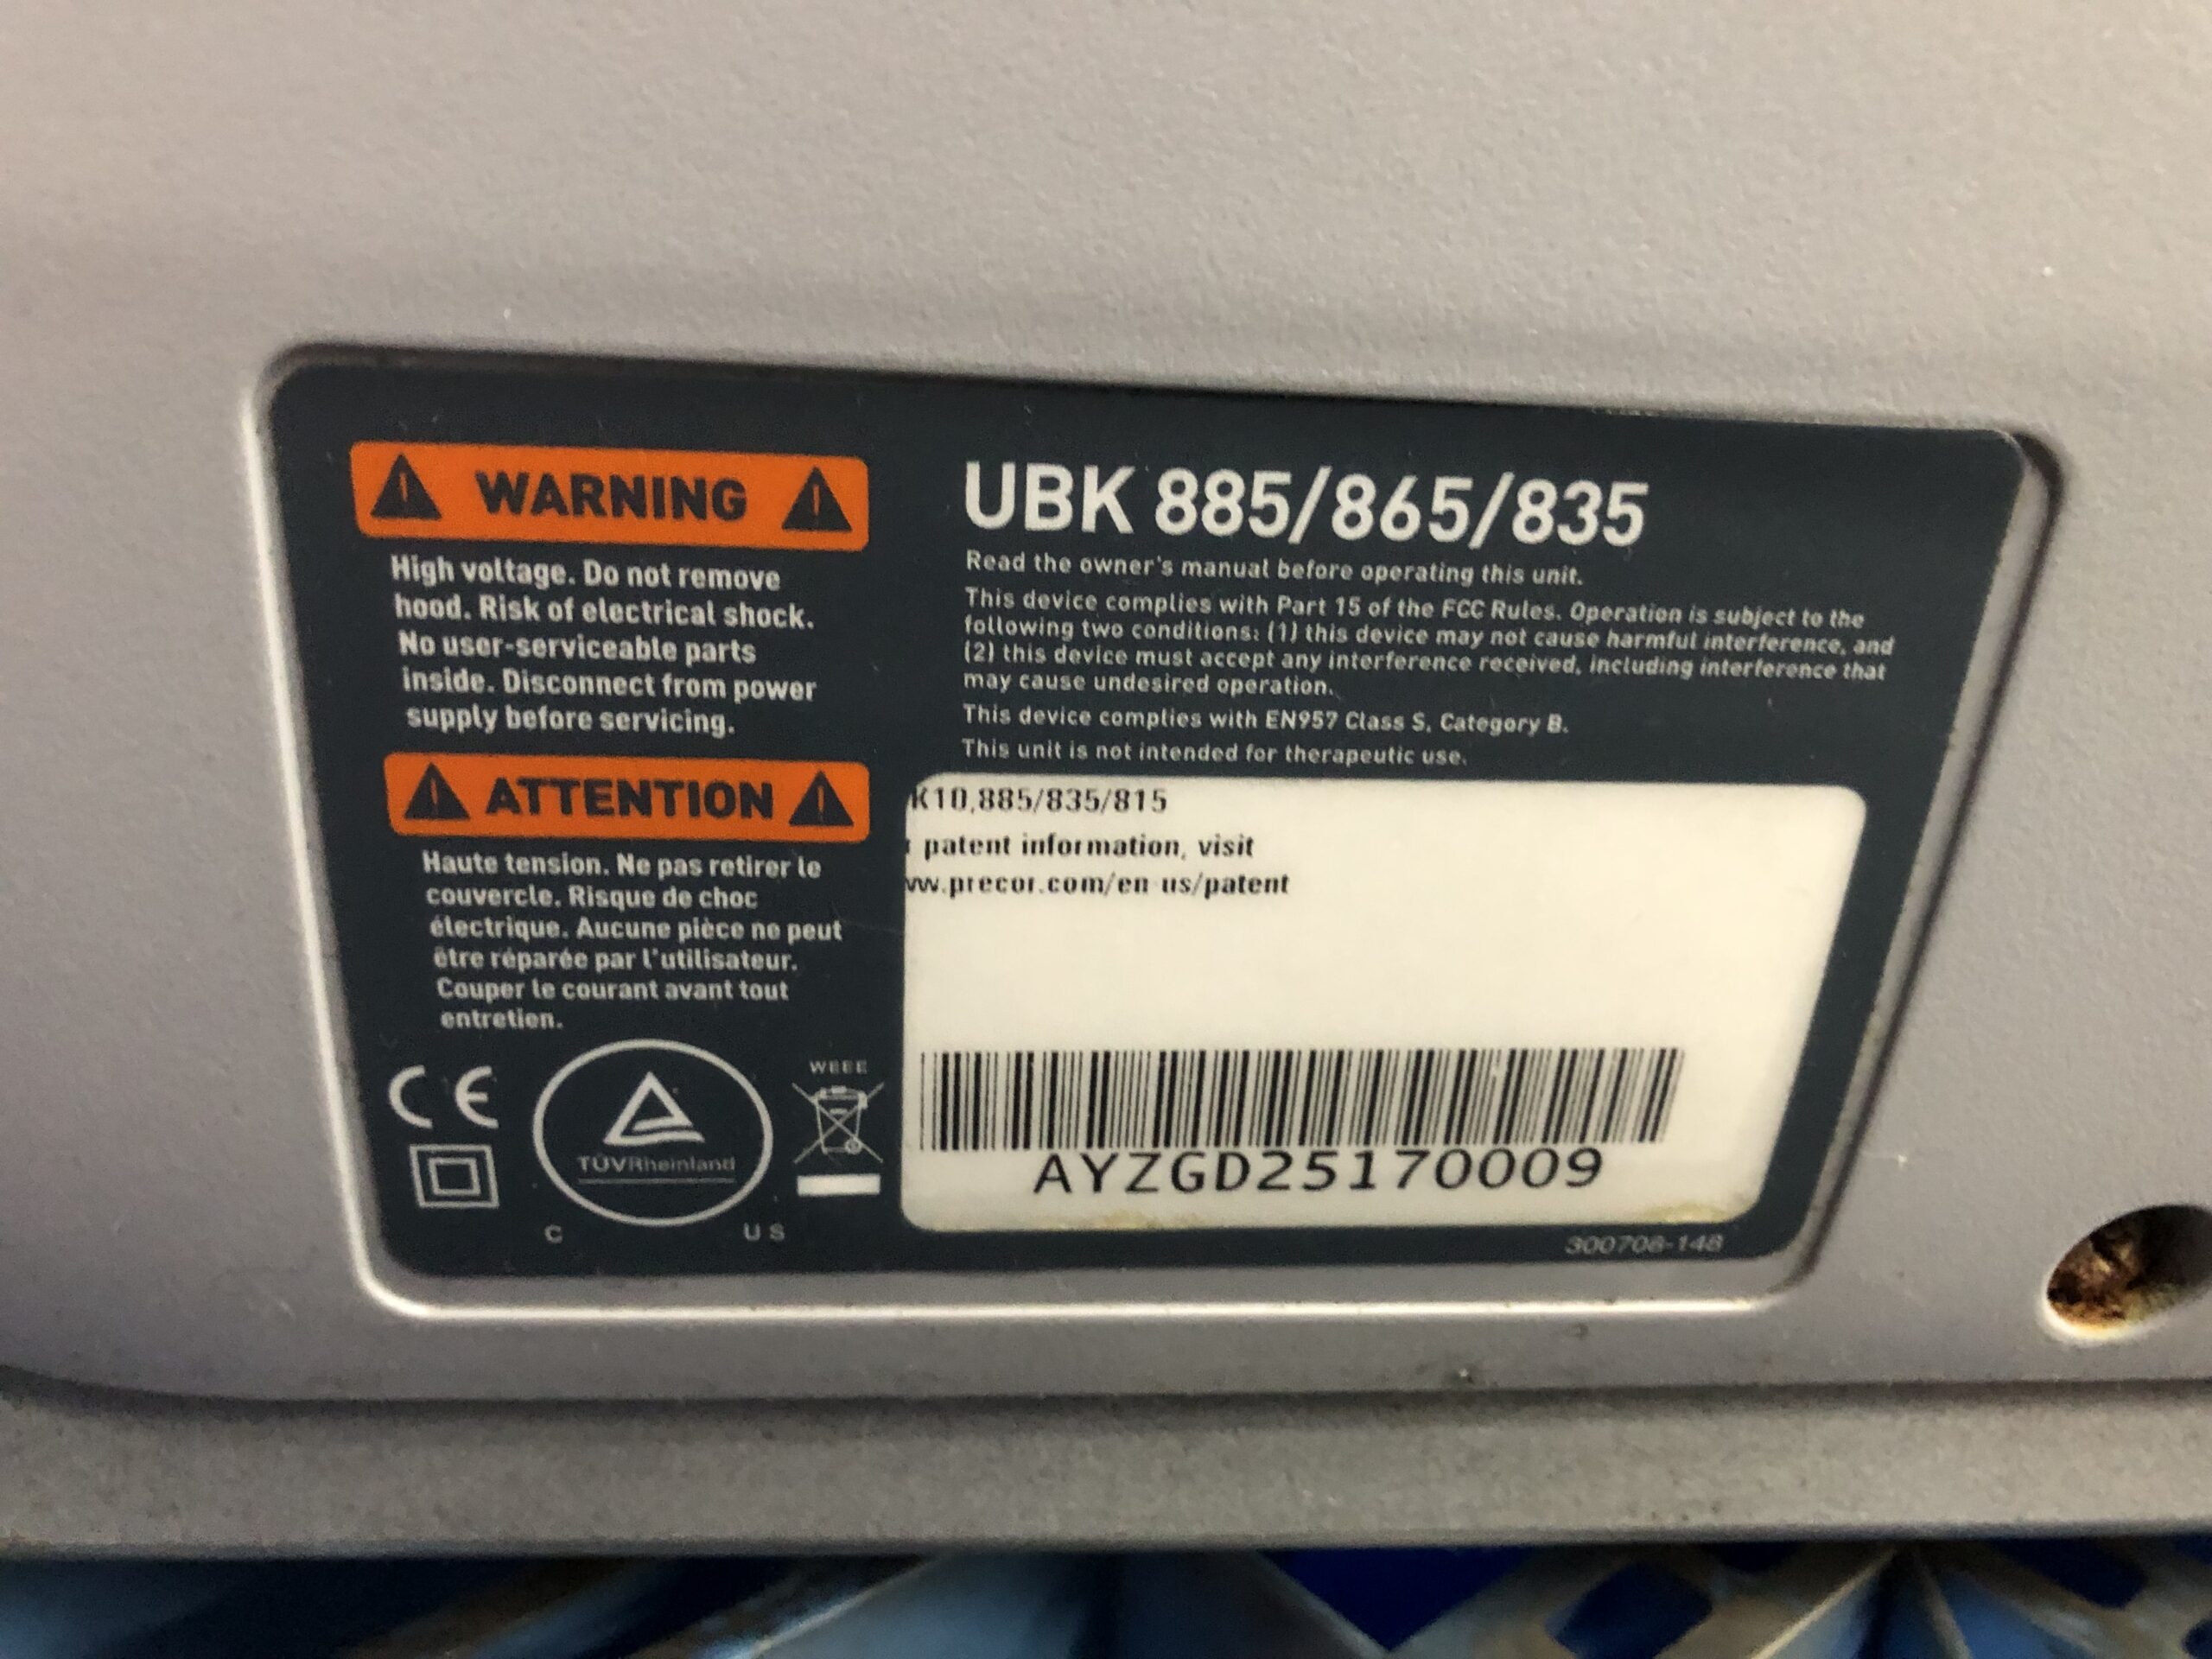 WARNING
High voltage. Do not remove
hood. Risk of electrical shock.
No user-serviceable parts
inside. Disconnect from power
supply before servicing.
ATTENTION
Haute tension. Ne pas retirer le
couvercle. Risque de choc
électrique. Aucune pièce ne peut
être réparée par l'utilisateur.
Couper le courant avant tout
entretien.
CE
TÜVRheinland
C US
WEEE
UBK 885/865/835
Read the owner's manual before operating this unit.
This device complies with Part 15 of the FCC Rules. Operation is subject to the
following two conditions: (1) this device may not cause harmful interference, and
(2) this device must accept any interference received, including interference that
may cause undesired operation.
This device complies with EN957 Class S, Category B.
This unit is not intended for therapeutic use.
K10,885/835/815
patent information, visit
w.precor.com/en-us/patent
AYZGD25170009
300708-148